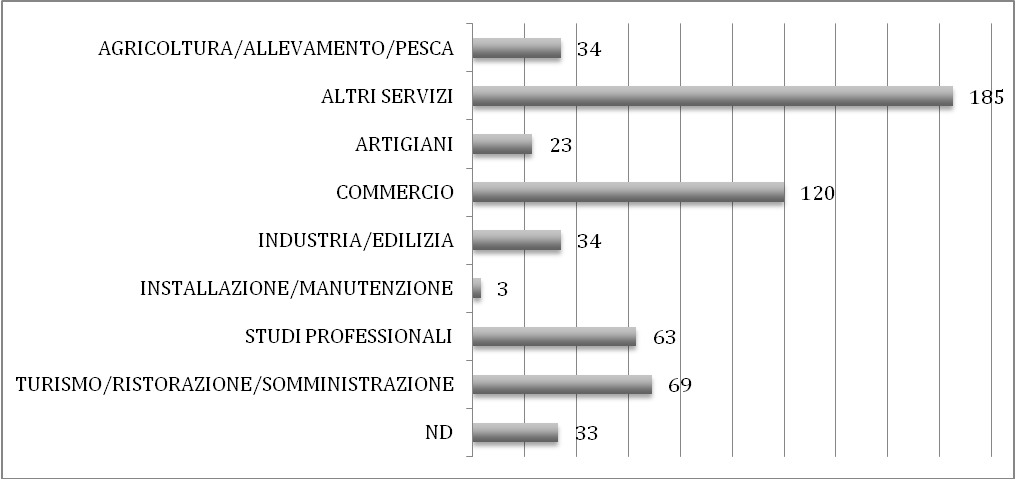 AGRICOLTURA/ALLEVAMENTO/PESCA 34
ALTRI SERVIZI 185
ARTIGIANI 23
COMMERCIO 120
INDUSTRIA/EDILIZIA 34
INSTALLAZIONE/MANUTENZIONE 3
STUDI PROFESSIONALI 63
TURISMO/RISTORAZIONE/SOMMINISTRAZIONE 69
ND 33